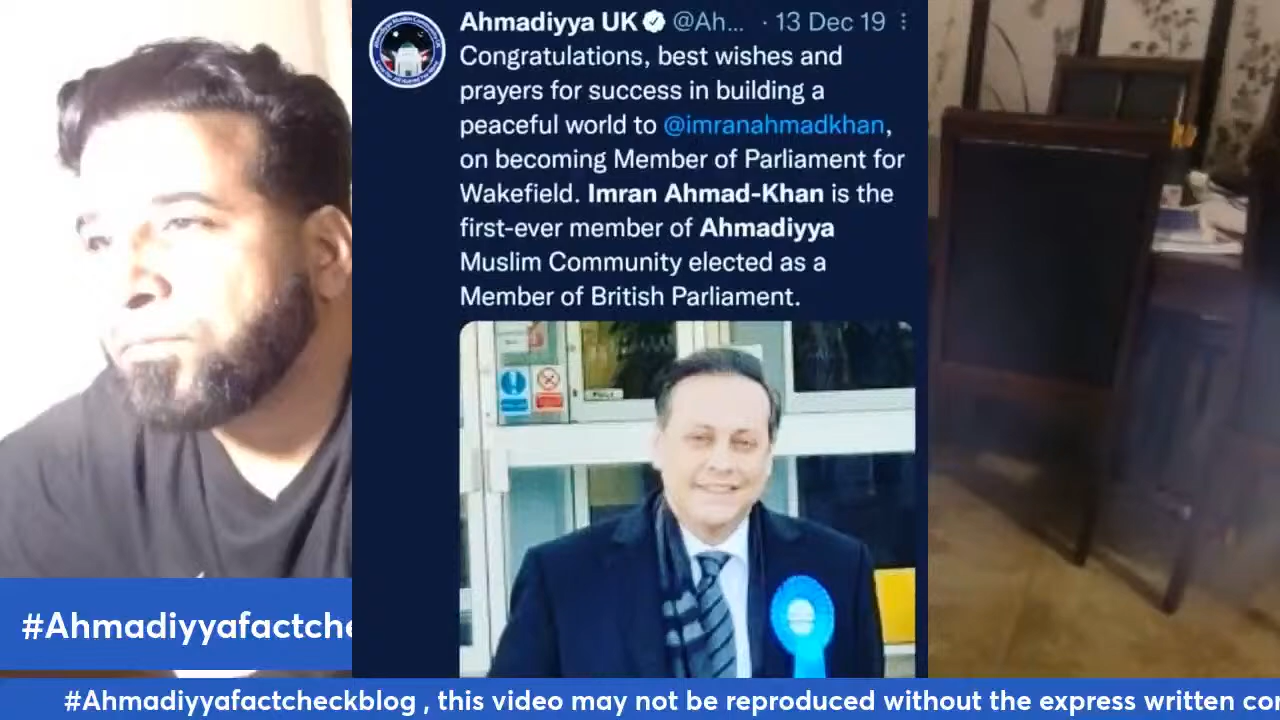 Ahmadiyya UK @Ah... · 13 Dec 19
Congratulations, best wishes and
prayers for success in building a
peaceful world to @imranahmadkhan,
on becoming Member of Parliament for
Wakefield. Imran Ahmad-Khan is the
first-ever member of Ahmadiyya
Muslim Community elected as a
Member of British Parliament.
#Ahmadiyyafactche
#Ahmadiyyafactcheckblog , this video may not be reproduced without the express written co